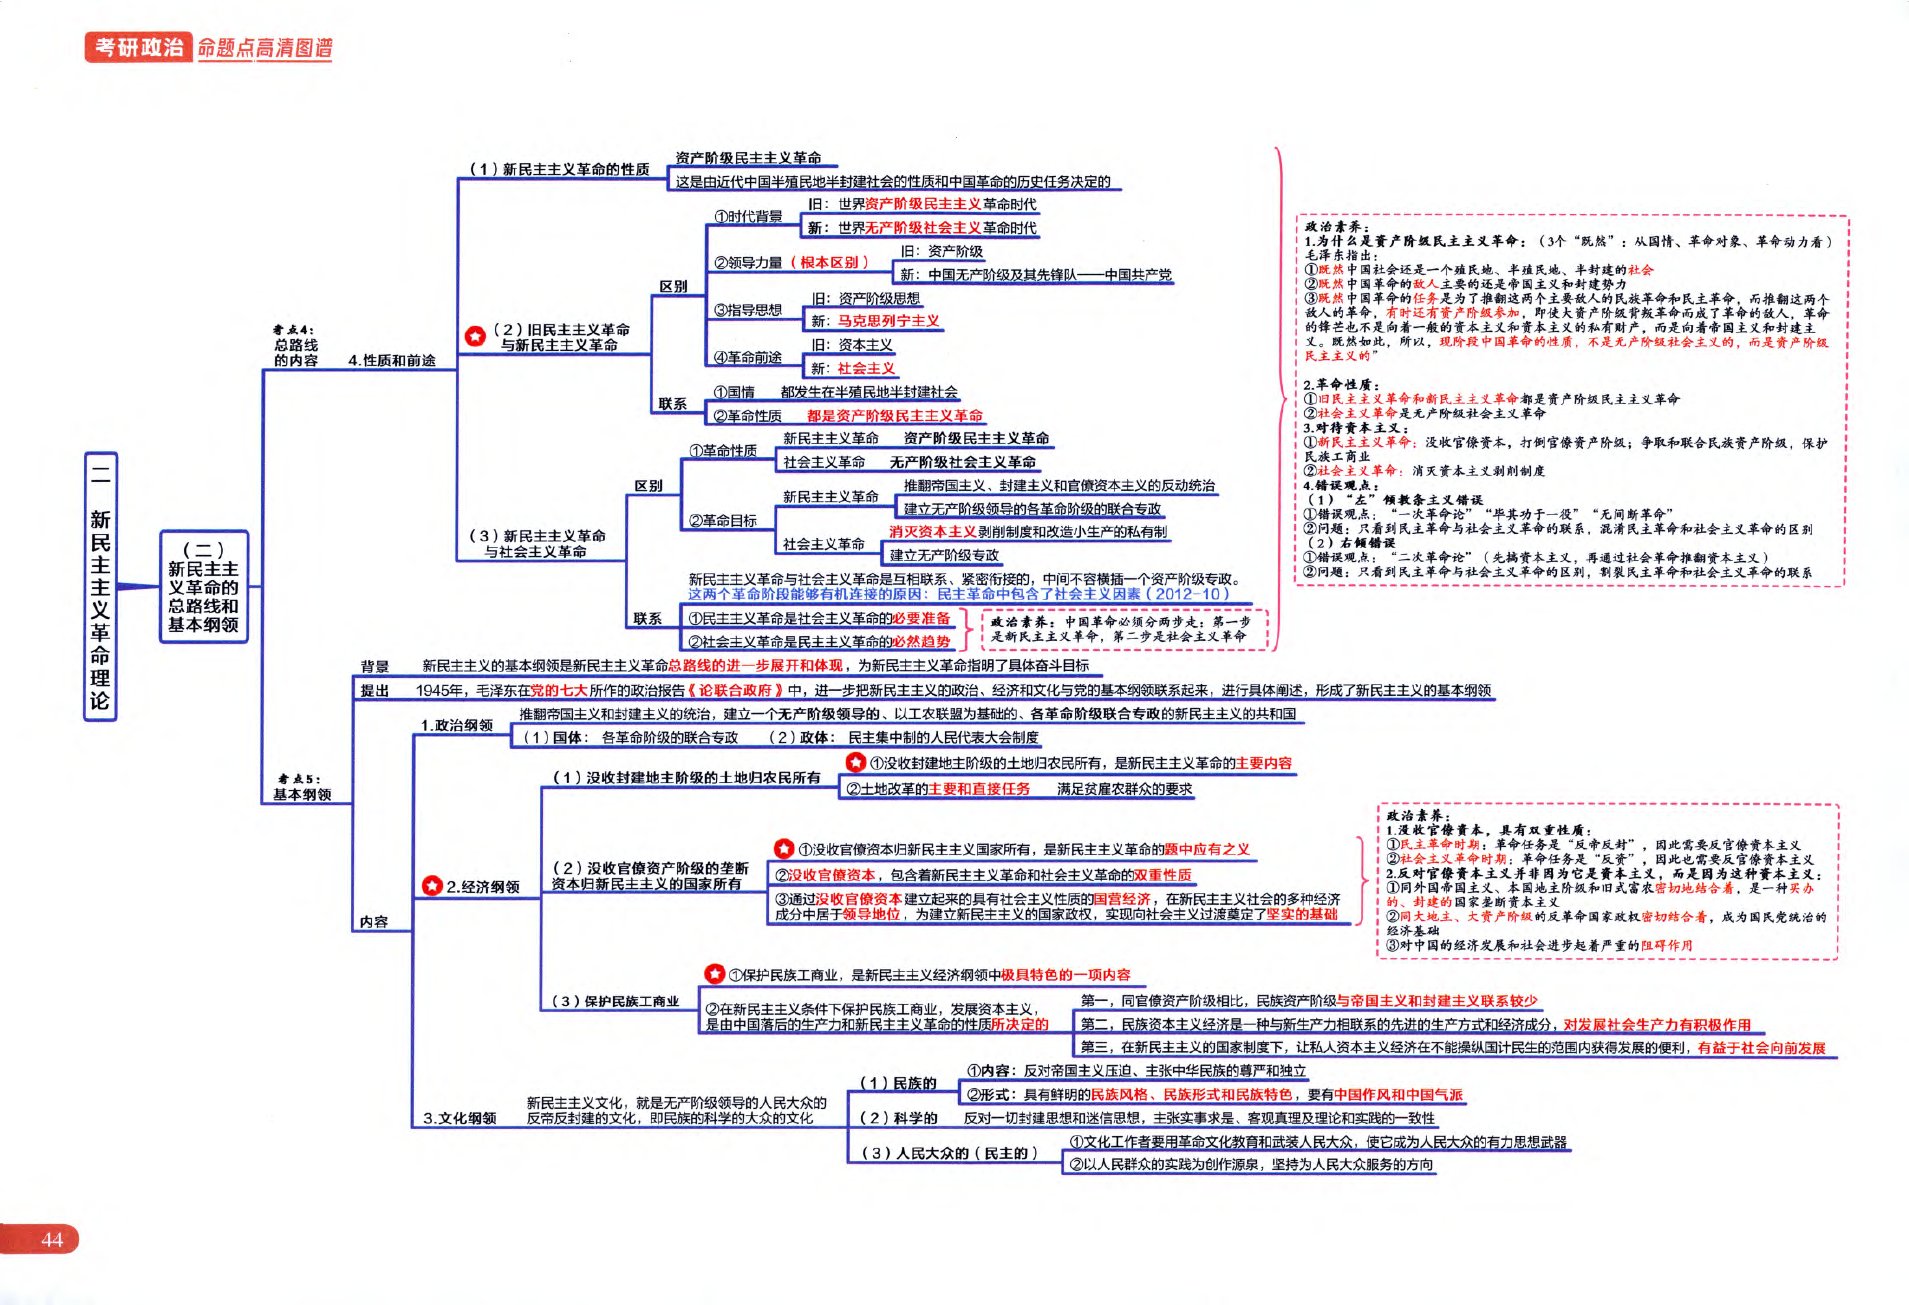 考研政治 命题点高清图谱
二 新民主主义革命理论
(二)
新民主主
义革命的
总路线和
基本纲领
考点4:
总路线
的内容
4.性质和前途
(1)新民主主义革命的性质
资产阶级民主主义革命
这是由近代中国半殖民地半封建社会的性质和中国革命的历史任务决定的
(2)旧民主主义革命
与新民主主义革命
区别
①时代背景
旧：世界资产阶级民主主义革命时代
新：世界无产阶级社会主义革命时代
②领导力量(根本区别)
旧：资产阶级
新：中国无产阶级及其先锋队——中国共产党
③指导思想
旧：资产阶级思想
新：马克思列宁主义
④革命前途
旧：资本主义
新：社会主义
联系
①国情 都发生在半殖民地半封建社会
②革命性质 都是资产阶级民主主义革命
(3)新民主主义革命
与社会主义革命
区别
①革命性质
新民主主义革命 资产阶级民主主义革命
社会主义革命 无产阶级社会主义革命
②革命目标
新民主主义革命
推翻帝国主义、封建主义和官僚资本主义的反动统治
建立无产阶级领导的各革命阶级的联合专政
社会主义革命
消灭资本主义剥削制度和改造小生产的私有制
建立无产阶级专政
联系
新民主主义革命与社会主义革命是互相联系、紧密衔接的，中间不容横插一个资产阶级专政。
这两个革命阶段能够有机连接的原因：民主革命中包含了社会主义因素(2012-10)
①民主主义革命是社会主义革命的必要准备
②社会主义革命是民主主义革命的必然趋势
政治素养：中国革命必须分两步走：第一步
是新民主主义革命，第二步是社会主义革命
政治素养：
1.为什么是资产阶级民主主义革命：(3个“既然”：从国情、革命对象、革命动力看)
毛泽东指出：
①既然中国社会还是一个殖民地、半殖民地、半封建的社会
②既然中国革命的敌人主要的还是帝国主义和封建势力
③既然中国革命的任务是为了推翻这两个主要敌人的民族革命和民主革命，而推翻这两个
敌人的革命，有时还有资产阶级参加，即使大资产阶级背叛革命而成了革命的敌人，革命
的锋芒也不是向着一般的资本主义和资本主义的私有财产，而是向着帝国主义和封建主
义。既然如此，所以，现阶段中国革命的性质，不是无产阶级社会主义的，而是资产阶级
民主主义的”
2.革命性质：
①旧民主主义革命和新民主主义革命都是资产阶级民主主义革命
②社会主义革命是无产阶级社会主义革命
3.对待资本主义：
①新民主主义革命：没收官僚资本，打倒官僚资产阶级；争取和联合民族资产阶级，保护
民族工商业
②社会主义革命：消灭资本主义剥削制度
4.错误观点：
(1)“左”倾教条主义错误
①错误观点：“一次革命论”“毕其功于一役”“无间断革命”
②问题：只看到民主革命与社会主义革命的联系，混淆民主革命和社会主义革命的区别
(2)右倾错误
①错误观点：“二次革命论”(先搞资本主义，再通过社会革命推翻资本主义)
②问题：只看到民主革命与社会主义革命的区别，割裂民主革命和社会主义革命的联系
考点5:
基本纲领
背景 新民主主义的基本纲领是新民主主义革命总路线的进一步展开和体现，为新民主主义革命指明了具体奋斗目标
提出 1945年，毛泽东在党的七大所作的政治报告《论联合政府》中，进一步把新民主主义的政治、经济和文化与党的基本纲领联系起来，进行具体阐述，形成了新民主主义的基本纲领
内容
1.政治纲领
推翻帝国主义和封建主义的统治，建立一个无产阶级领导的、以工农联盟为基础的、各革命阶级联合专政的新民主主义的共和国
(1)国体：各革命阶级的联合专政 (2)政体：民主集中制的人民代表大会制度
2.经济纲领
(1)没收封建地主阶级的土地归农民所有
①没收封建地主阶级的土地归农民所有，是新民主主义革命的主要内容
②土地改革的主要和直接任务 满足贫雇农群众的要求
(2)没收官僚资产阶级的垄断
资本归新民主主义的国家所有
①没收官僚资本归新民主主义国家所有，是新民主主义革命的题中应有之义
②没收官僚资本，包含着新民主主义革命和社会主义革命的双重性质
③通过没收官僚资本建立起来的具有社会主义性质的国营经济，在新民主主义社会的多种经济
成分中居于领导地位，为建立新民主主义的国家政权，实现向社会主义过渡奠定了坚实的基础
政治素养：
1.没收官僚资本，具有双重性质：
①民主革命时期：革命任务是“反帝反封”，因此需要反官僚资本主义
②社会主义革命时期：革命任务是“反资”，因此也需要反官僚资本主义
2.反对官僚资本主义并非因为它是资本主义，而是因为这种资本主义：
①同外国帝国主义、本国地主阶级和旧式富农密切地结合着，是一种买办
的、封建的国家垄断资本主义
②同大地主、大资产阶级的反革命国家政权密切结合着，成为国民党统治的
经济基础
③对中国的经济发展和社会进步起着严重的阻碍作用
(3)保护民族工商业
①保护民族工商业，是新民主主义经济纲领中极具特色的一项内容
②在新民主主义条件下保护民族工商业，发展资本主义，
是由中国落后的生产力和新民主主义革命的性质所决定的
第一，同官僚资产阶级相比，民族资产阶级与帝国主义和封建主义联系较少
第二，民族资本主义经济是一种与新生产力相联系的先进的生产方式和经济成分，对发展社会生产力有积极作用
第三，在新民主主义的国家制度下，让私人资本主义经济在不能操纵国计民生的范围内获得发展的便利，有益于社会向前发展
3.文化纲领
新民主主义文化，就是无产阶级领导的人民大众的
反帝反封建的文化，即民族的科学的大众的文化
(1)民族的
①内容：反对帝国主义压迫、主张中华民族的尊严和独立
②形式：具有鲜明的民族风格、民族形式和民族特色，要有中国作风和中国气派
(2)科学的 反对一切封建思想和迷信思想，主张实事求是、客观真理及理论和实践的一致性
(3)人民大众的(民主的)
①文化工作者要用革命文化教育和武装人民大众，使它成为人民大众的有力思想武器
②以人民群众的实践为创作源泉，坚持为人民大众服务的方向
44